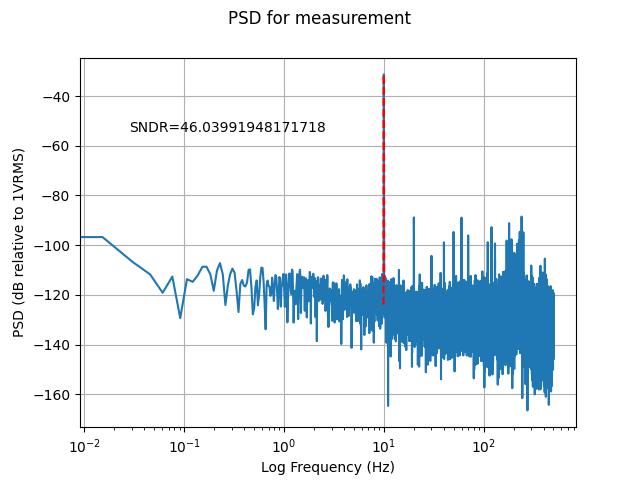 PSD for measurement
SNDR=46.03991948171718
PSD (dB relative to 1VRMS)
−40
−60
−80
−100
−120
−140
−160
10⁻² 10⁻¹ 10⁰ 10¹ 10²
Log Frequency (Hz)